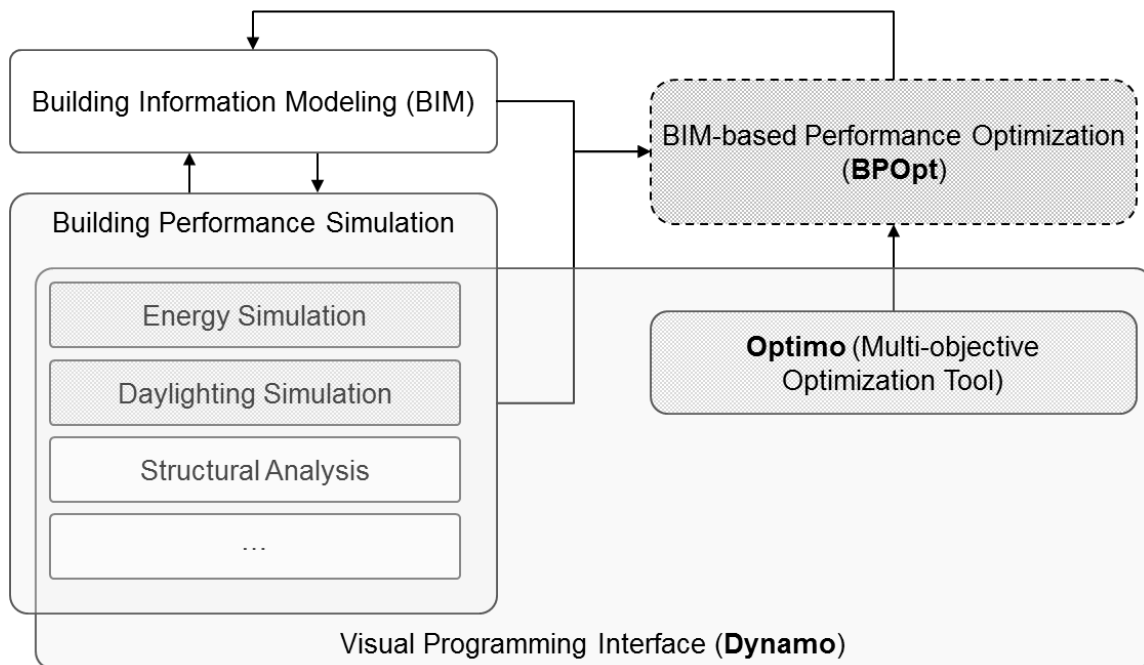 Building Information Modeling (BIM)
BIM-based Performance Optimization
(BPOpt)
Building Performance Simulation
Energy Simulation
Daylighting Simulation
Structural Analysis
...
Optimo (Multi-objective
Optimization Tool)
Visual Programming Interface (Dynamo)